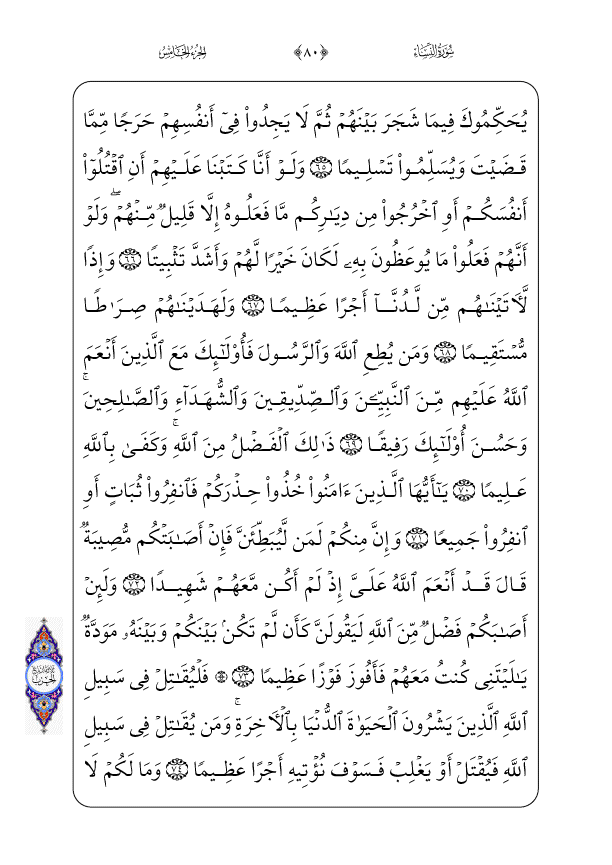 سُورَةُ النِّسَاءِ ﴿٨٠﴾ الجُزْءُ الخَامِسُ
يُحَكِّمُوكَ فِيمَا شَجَرَ بَيْنَهُمْ ثُمَّ لَا يَجِدُوا۟ فِىٓ أَنفُسِهِمْ حَرَجًا مِّمَّا
قَضَيْتَ وَيُسَلِّمُوا۟ تَسْلِيمًا ٦٥ وَلَوْ أَنَّا كَتَبْنَا عَلَيْهِمْ أَنِ ٱقْتُلُوٓا۟
أَنفُسَكُمْ أَوِ ٱخْرُجُوا۟ مِن دِيَـٰرِكُم مَّا فَعَلُوهُ إِلَّا قَلِيلٌ مِّنْهُمْ ۖ وَلَوْ
أَنَّهُمْ فَعَلُوا۟ مَا يُوعَظُونَ بِهِۦ لَكَانَ خَيْرًا لَّهُمْ وَأَشَدَّ تَثْبِيتًا ٦٦ وَإِذًا
لَّـَٔاتَيْنَـٰهُم مِّن لَّدُنَّآ أَجْرًا عَظِيمًا ٦٧ وَلَهَدَيْنَـٰهُمْ صِرَٰطًا
مُّسْتَقِيمًا ٦٨ وَمَن يُطِعِ ٱللَّهَ وَٱلرَّسُولَ فَأُو۟لَـٰٓئِكَ مَعَ ٱلَّذِينَ أَنْعَمَ
ٱللَّهُ عَلَيْهِم مِّنَ ٱلنَّبِيِّـۧنَ وَٱلصِّدِّيقِينَ وَٱلشُّهَدَآءِ وَٱلصَّـٰلِحِينَ ۚ
وَحَسُنَ أُو۟لَـٰٓئِكَ رَفِيقًا ٦٩ ذَٰلِكَ ٱلْفَضْلُ مِنَ ٱللَّهِ ۚ وَكَفَىٰ بِٱللَّهِ
عَلِيمًا ٧٠ يَـٰٓأَيُّهَا ٱلَّذِينَ ءَامَنُوا۟ خُذُوا۟ حِذْرَكُمْ فَٱنفِرُوا۟ ثُبَاتٍ أَوِ
ٱنفِرُوا۟ جَمِيعًا ٧١ وَإِنَّ مِنكُمْ لَمَن لَّيُبَطِّئَنَّ فَإِنْ أَصَـٰبَتْكُم مُّصِيبَةٌ
قَالَ قَدْ أَنْعَمَ ٱللَّهُ عَلَىَّ إِذْ لَمْ أَكُن مَّعَهُمْ شَهِيدًا ٧٢ وَلَئِنْ
أَصَـٰبَكُمْ فَضْلٌ مِّنَ ٱللَّهِ لَيَقُولَنَّ كَأَن لَّمْ تَكُنۢ بَيْنَكُمْ وَبَيْنَهُۥ مَوَدَّةٌ
يَـٰلَيْتَنِى كُنتُ مَعَهُمْ فَأَفُوزَ فَوْزًا عَظِيمًا ٧٣ ۞ فَلْيُقَـٰتِلْ فِى سَبِيلِ
ٱللَّهِ ٱلَّذِينَ يَشْرُونَ ٱلْحَيَوٰةَ ٱلدُّنْيَا بِٱلْـَٔاخِرَةِ ۚ وَمَن يُقَـٰتِلْ فِى سَبِيلِ
ٱللَّهِ فَيُقْتَلْ أَوْ يَغْلِبْ فَسَوْفَ نُؤْتِيهِ أَجْرًا عَظِيمًا ٧٤ وَمَا لَكُمْ لَا